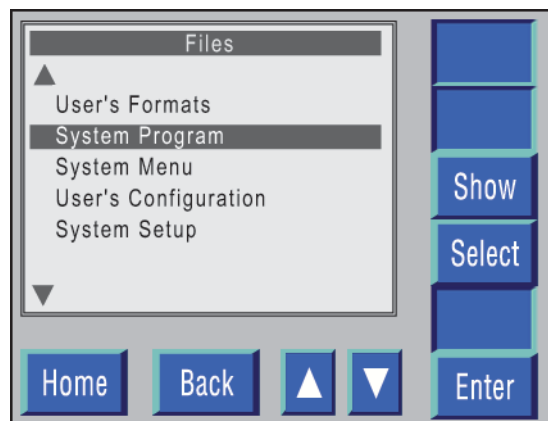 Files
User's Formats
System Program
System Menu
User's Configuration
System Setup
Show
Select
Home
Back
Enter